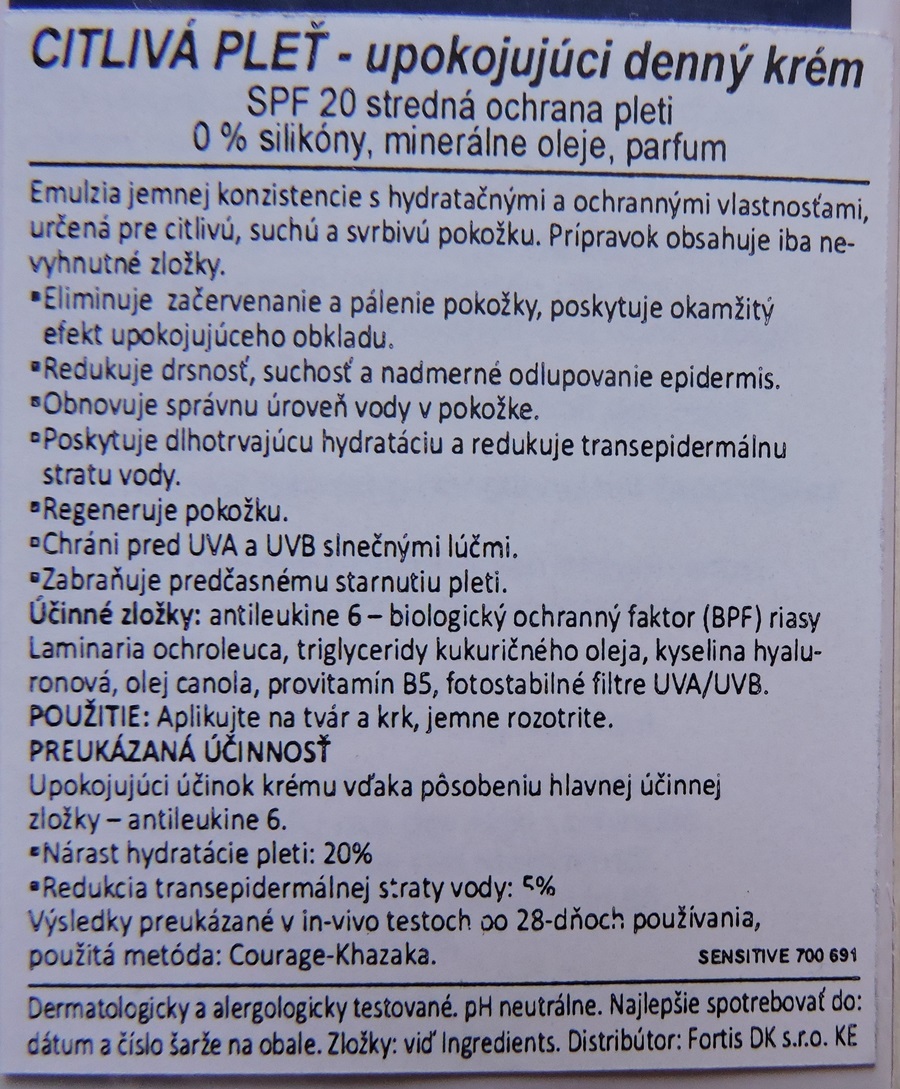 CITLIVÁ PLEŤ - upokojujúci denný krém
SPF 20 stredná ochrana pleti
0 % silikóny, minerálne oleje, parfum
Emulzia jemnej konzistencie s hydratačnými a ochrannými vlastnosťami,
určená pre citlivú, suchú a svrbivú pokožku. Prípravok obsahuje iba ne-
vyhnutné zložky.
▪Eliminuje začervenanie a pálenie pokožky, poskytuje okamžitý
efekt upokojujúceho obkladu.
▪Redukuje drsnosť, suchosť a nadmerné odlupovanie epidermis.
▪Obnovuje správnu úroveň vody v pokožke.
▪Poskytuje dlhotrvajúcu hydratáciu a redukuje transepidermálnu
stratu vody.
▪Regeneruje pokožku.
▪Chráni pred UVA a UVB slnečnými lúčmi.
▪Zabraňuje predčasnému starnutiu pleti.
Účinné zložky: antileukine 6 – biologický ochranný faktor (BPF) riasy
Laminaria ochroleuca, triglyceridy kukuričného oleja, kyselina hyalu-
ronová, olej canola, provitamín B5, fotostabilné filtre UVA/UVB.
POUŽITIE: Aplikujte na tvár a krk, jemne rozotrite.
PREUKÁZANÁ ÚČINNOSŤ
Upokojujúci účinok krému vďaka pôsobeniu hlavnej účinnej
zložky – antileukine 6.
▪Nárast hydratácie pleti: 20%
▪Redukcia transepidermálnej straty vody: 5%
Výsledky preukázané v in-vivo testoch po 28-dňoch používania,
použitá metóda: Courage-Khazaka.
SENSITIVE 700 691
Dermatologicky a alergologicky testované. pH neutrálne. Najlepšie spotrebovať do:
dátum a číslo šarže na obale. Zložky: viď Ingredients. Distribútor: Fortis DK s.r.o. KE